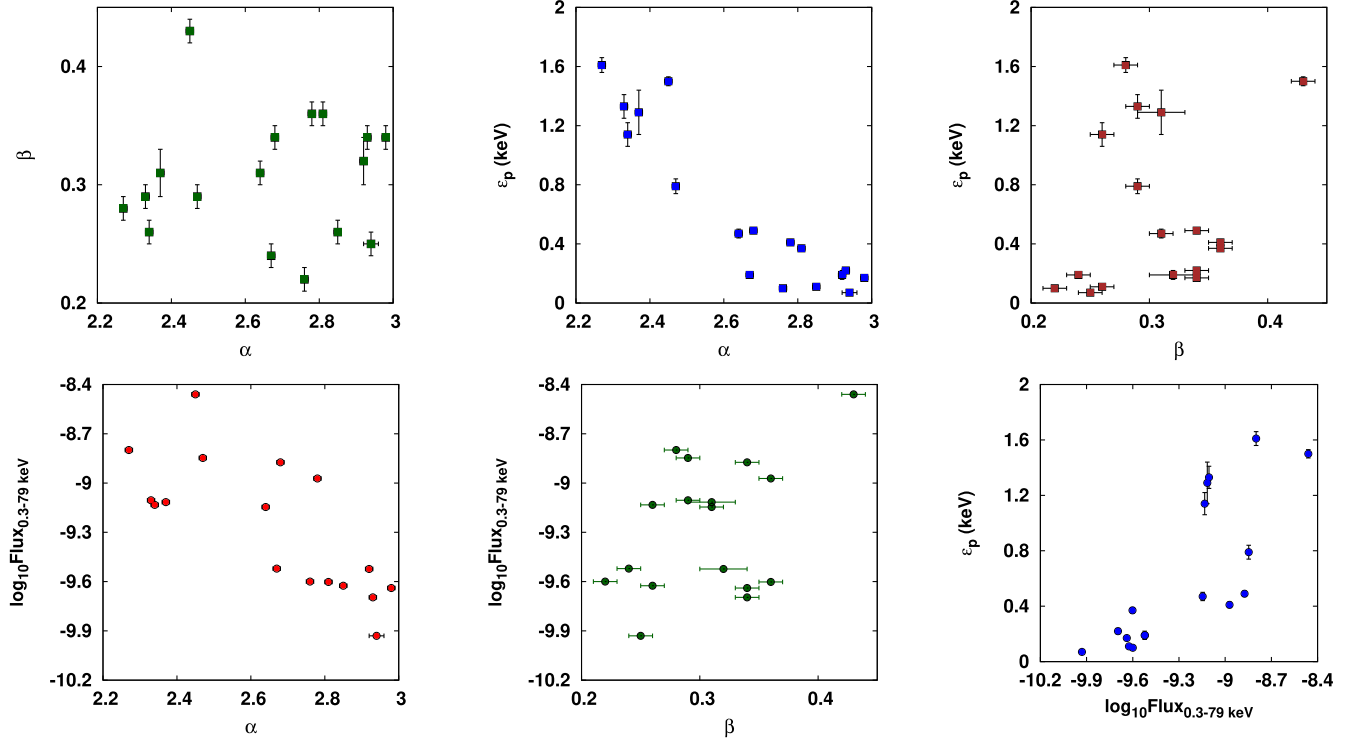 β
0.4
0.3
0.2
2.2 2.4 2.6 2.8 3
α
εp (keV)
2
1.6
1.2
0.8
0.4
0
2.2 2.4 2.6 2.8 3
α
εp (keV)
2
1.6
1.2
0.8
0.4
0
0.2 0.3 0.4
β
log10Flux0.3-79 keV
-8.4
-8.7
-9
-9.3
-9.6
-9.9
-10.2
2.2 2.4 2.6 2.8 3
α
log10Flux0.3-79 keV
-8.4
-8.7
-9
-9.3
-9.6
-9.9
-10.2
0.2 0.3 0.4
β
εp (keV)
2
1.6
1.2
0.8
0.4
0
-10.2 -9.9 -9.6 -9.3 -9 -8.7 -8.4
log10Flux0.3-79 keV